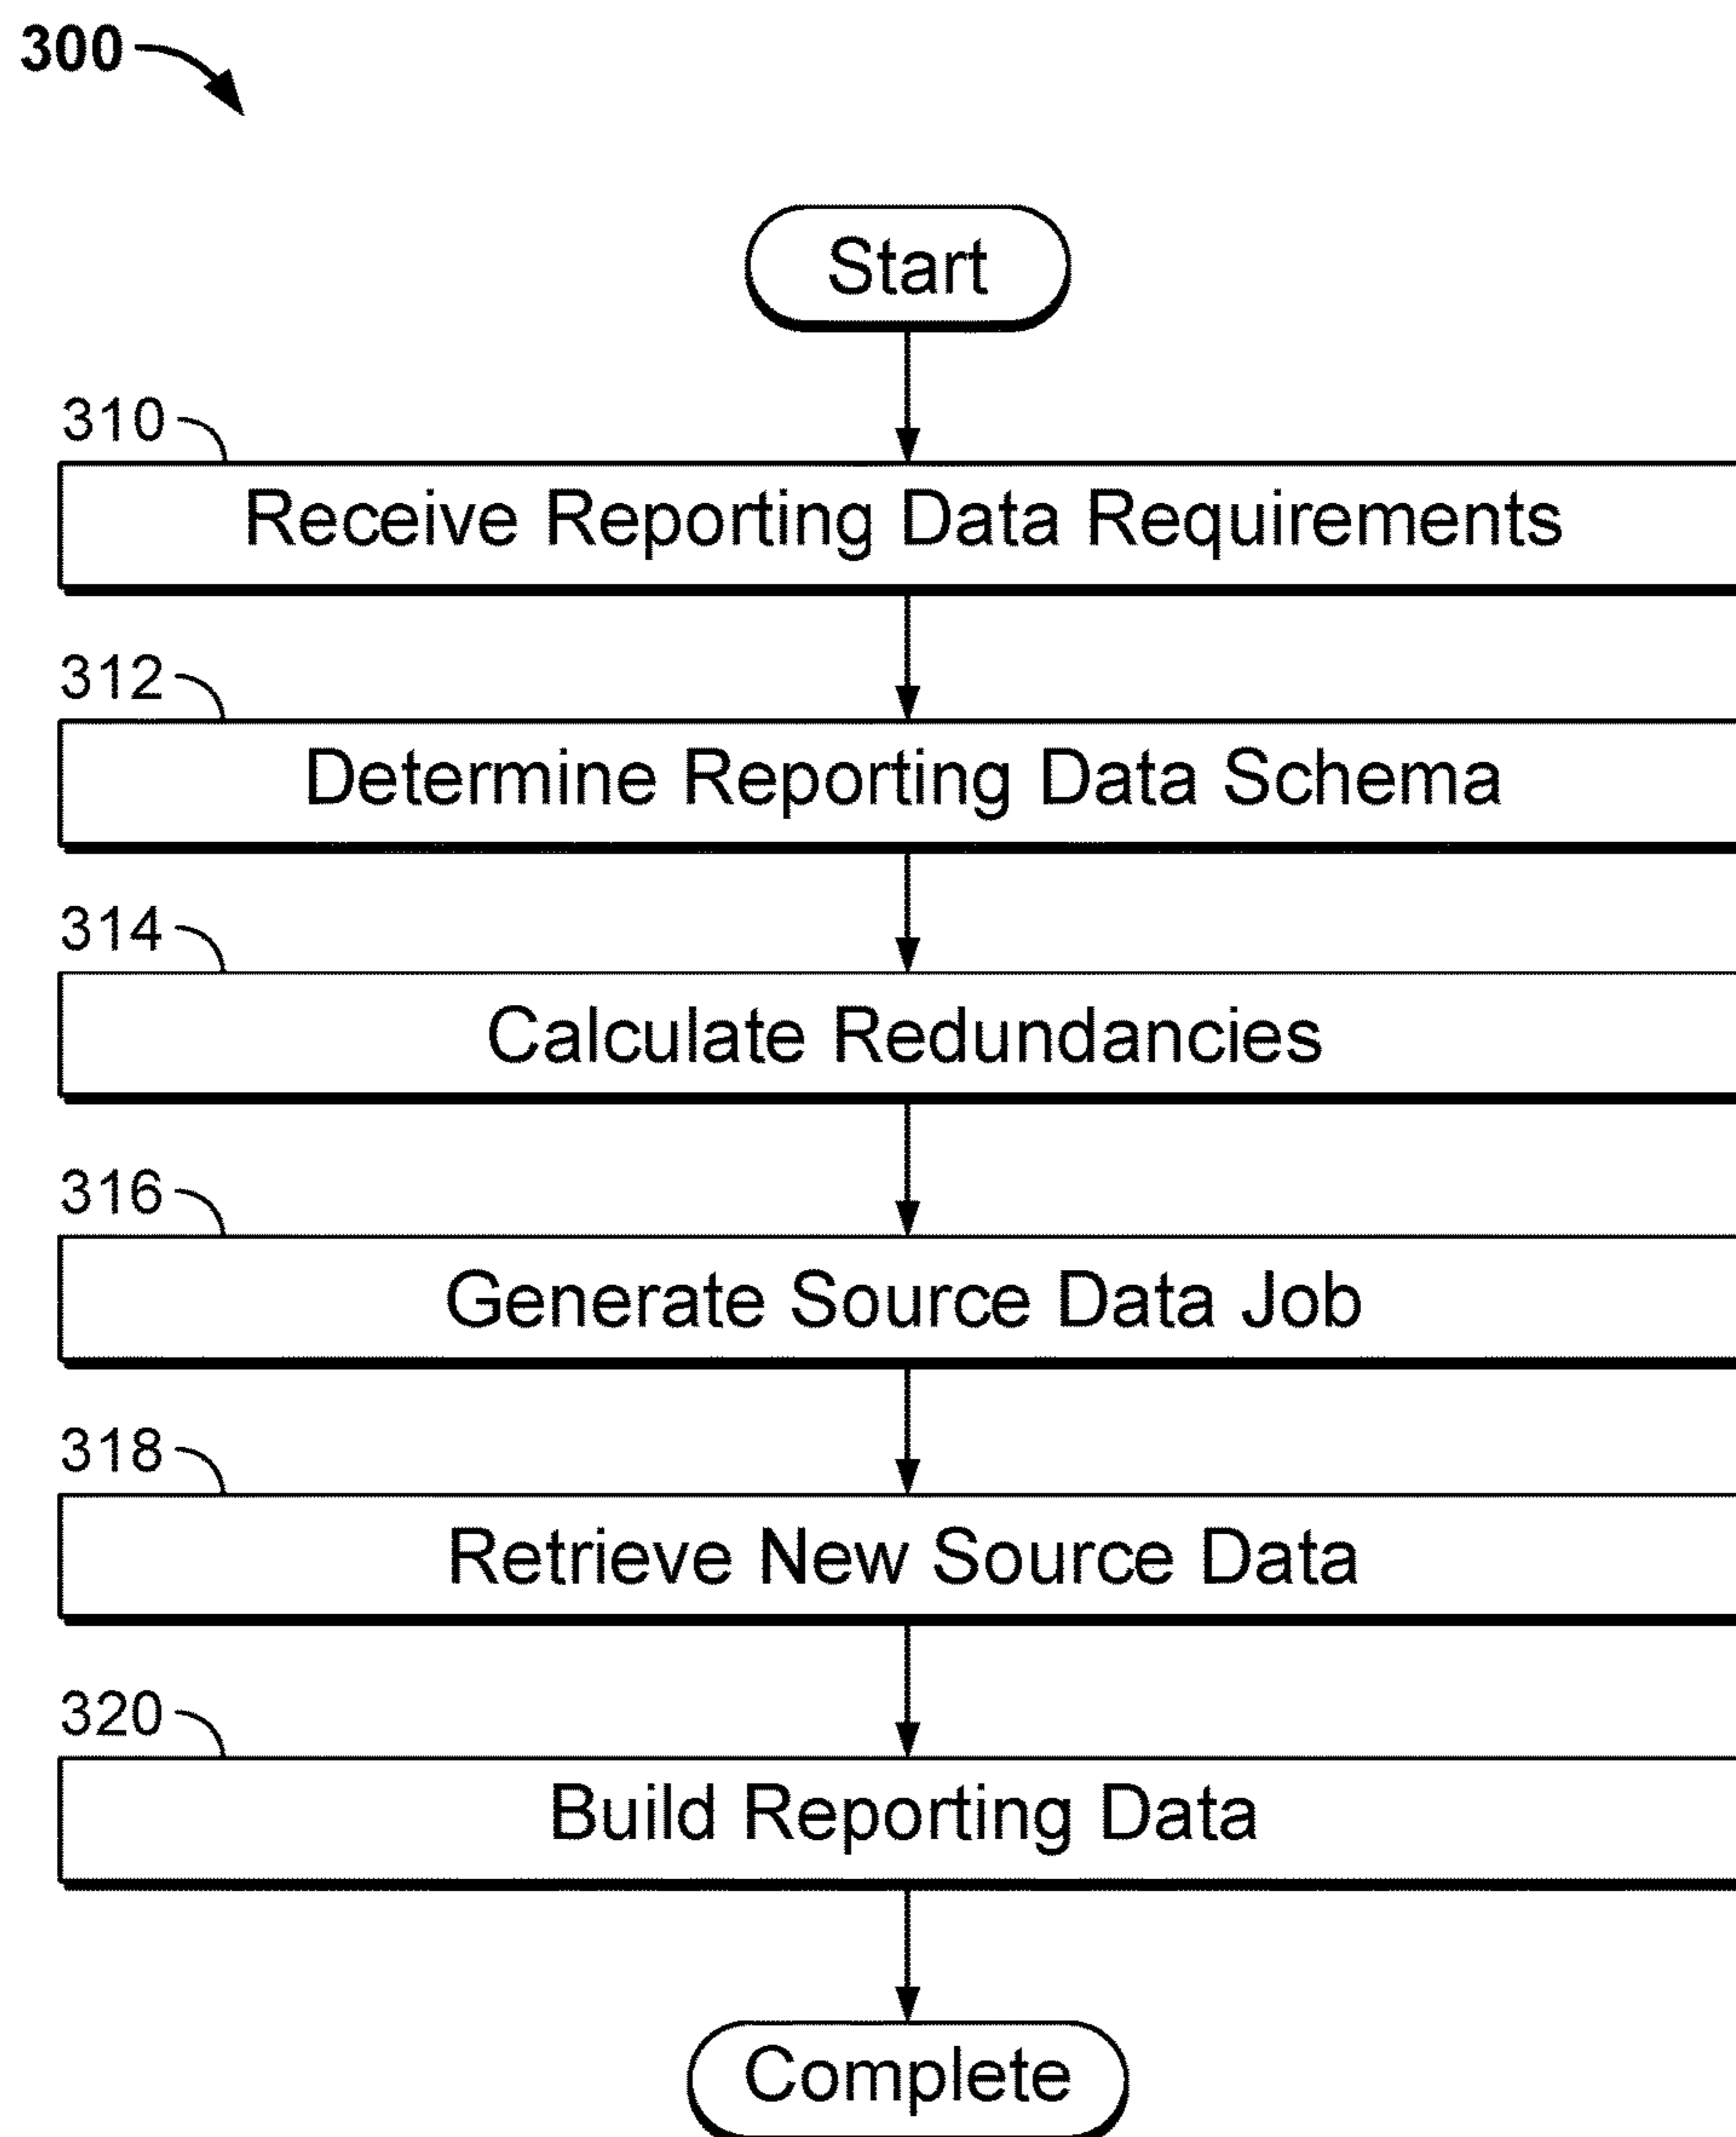 300
Start
310
Receive Reporting Data Requirements
312
Determine Reporting Data Schema
314
Calculate Redundancies
316
Generate Source Data Job
318
Retrieve New Source Data
320
Build Reporting Data
Complete